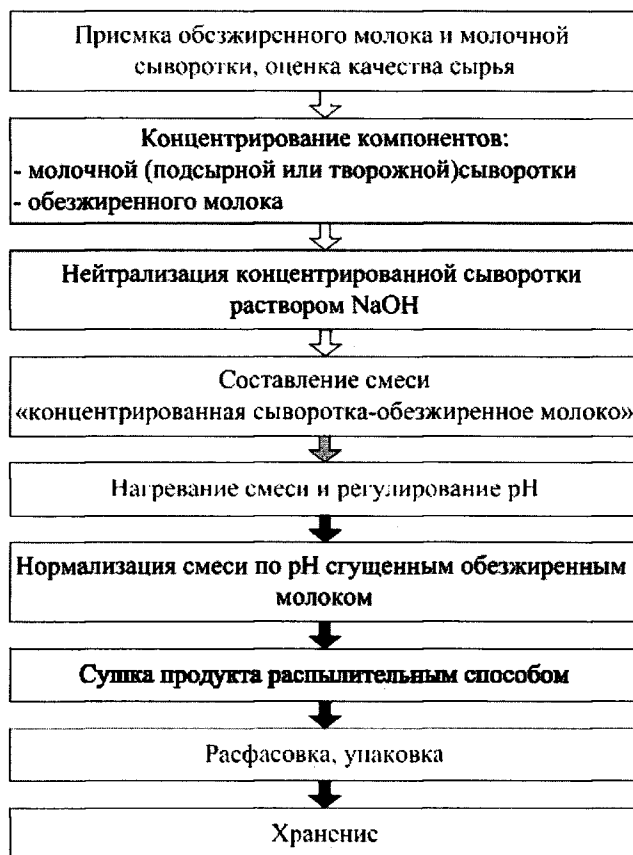 Приемка обезжиренного молока и молочной
сыворотки, оценка качества сырья
Концентрирование компонентов:
- молочной (подсырной или творожной)сыворотки
- обезжиренного молока
Нейтрализация концентрированной сыворотки
раствором NaOH
Составление смеси
«концентрированная сыворотка-обезжиренное молоко»
Нагревание смеси и регулирование pH
Нормализация смеси по pH сгущенным обезжиренным
молоком
Сушка продукта распылительным способом
Расфасовка, упаковка
Хранение